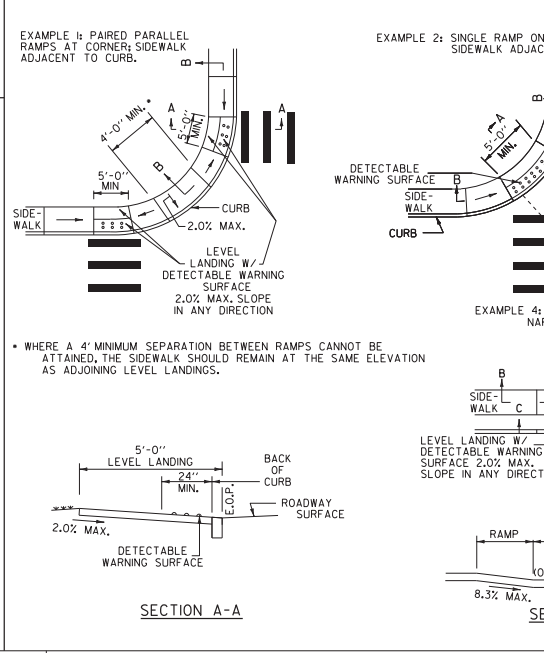 EXAMPLE 1: PAIRED PARALLEL
RAMPS AT CORNER; SIDEWALK
ADJACENT TO CURB.
B
A
A
4'-0" MIN. *
5'-0"
MIN.
B
5'-0"
MIN
SIDE-
WALK
CURB
2.0% MAX.
LEVEL
LANDING W/
DETECTABLE WARNING
SURFACE
2.0% MAX. SLOPE
IN ANY DIRECTION
EXAMPLE 2: SINGLE RAMP ON
SIDEWALK ADJAC
B
A
5'-0"
MIN.
DETECTABLE
WARNING SURFACE
B
SIDE-
WALK
CURB
EXAMPLE 4:
NAR
* WHERE A 4' MINIMUM SEPARATION BETWEEN RAMPS CANNOT BE
ATTAINED, THE SIDEWALK SHOULD REMAIN AT THE SAME ELEVATION
AS ADJOINING LEVEL LANDINGS.
B
SIDE-
WALK
C
LEVEL LANDING W/
DETECTABLE WARNING
SURFACE 2.0% MAX.
SLOPE IN ANY DIRECT
5'-0"
LEVEL LANDING
24"
MIN.
BACK
OF
CURB
E.O.P.
ROADWAY
SURFACE
2.0% MAX.
DETECTABLE
WARNING SURFACE
SECTION A-A
RAMP
(O
8.3% MAX.
SE